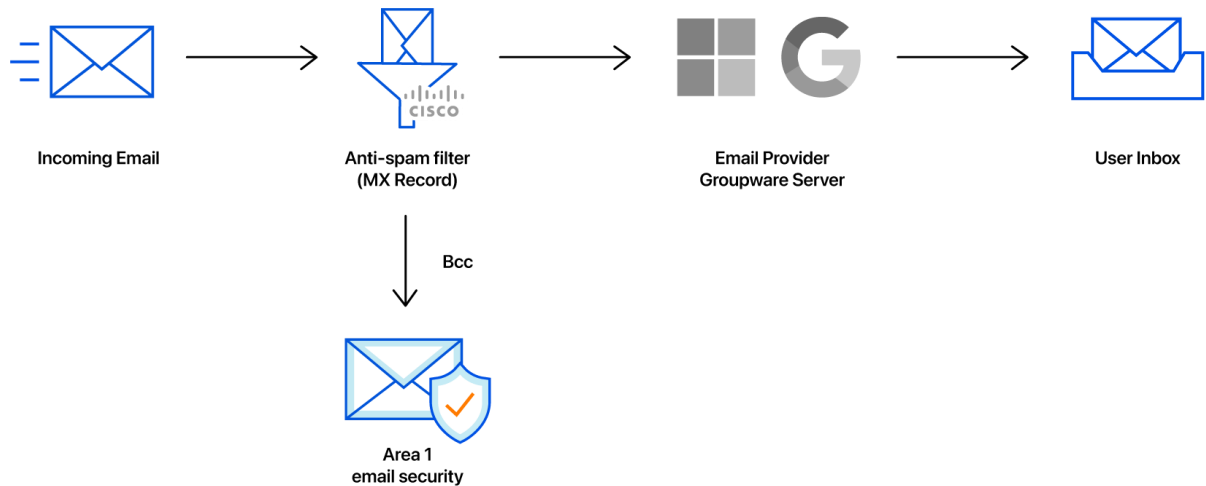 CISCO
Incoming Email
Anti-spam filter
(MX Record)
Email Provider
Groupware Server
User Inbox
Bcc
Area 1
email security